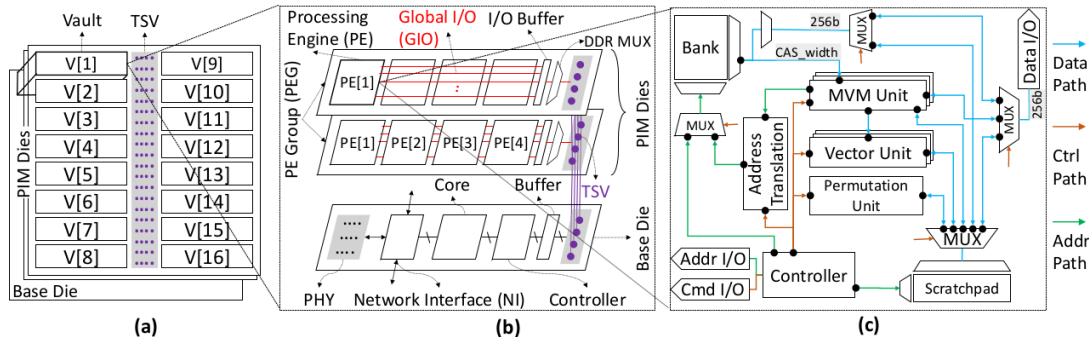 Vault TSV
V[1] V[9]
V[2] V[10]
V[3] V[11]
V[4] V[12]
V[5] V[13]
V[6] V[14]
V[7] V[15]
V[8] V[16]
PIM Dies
Base Die
(a)
Processing
Engine (PE)
Global I/O
(GIO)
I/O Buffer
DDR MUX
PE Group (PEG)
PE[1]
:
PE[1] PE[2] PE[3] PE[4]
PIM Dies
TSV
Core
Buffer
Base Die
PHY
Network Interface (NI)
Controller
(b)
Bank
256b
CAS_width
MUX
Data I/O
256b
MUX
MUX
Address
Translation
MVM Unit
Vector Unit
Permutation
Unit
MUX
Addr I/O
Cmd I/O
Controller
Scratchpad
Data
Path
Ctrl
Path
Addr
Path
(c)